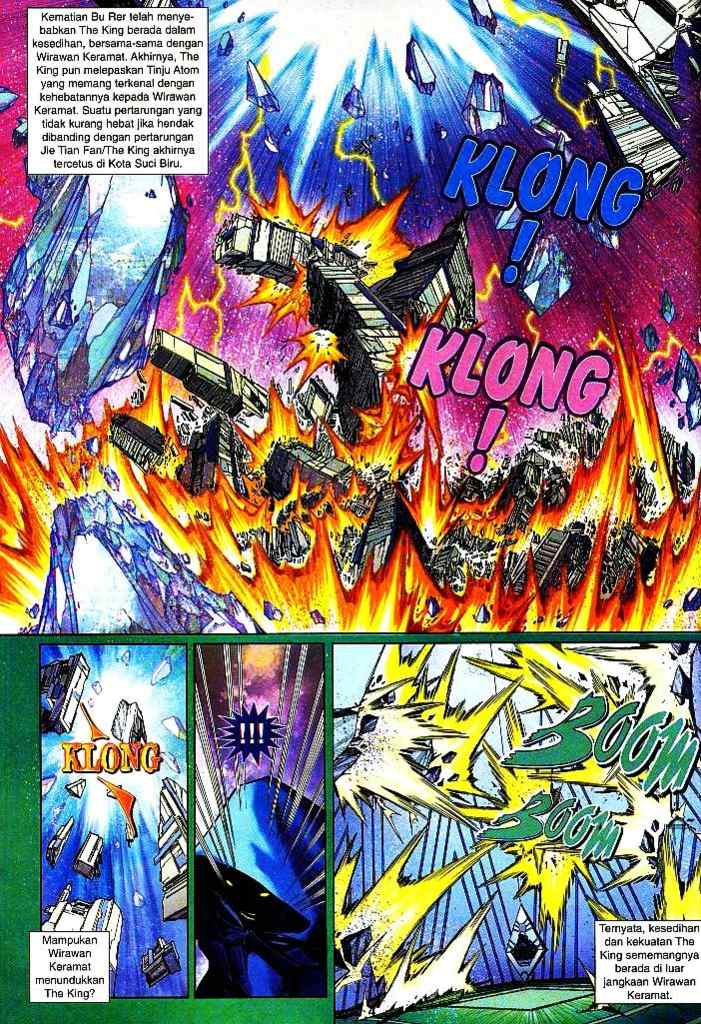 Kematian Bu Rer telah menye-
babkan The King berada dalam
kesedihan, bersama-sama dengan
Wirawan Keramat. Akhirnya, The
King pun melepaskan Tinju Atom
yang memang terkenal dengan
kehebatannya kepada Wirawan
Keramat. Suatu pertarungan yang
tidak kurang hebat jika hendak
dibanding dengan pertarungan
Jie Tian Fan/The King akhirnya
tercetus di Kota Suci Biru.
KLONG
!
KLONG
!
KLONG
!!!
BOOM
BOOM
Mampukan
Wirawan
Keramat
menundukkan
The King?
Ternyata, kesedihan
dan kekuatan The
King sememangnya
berada di luar
jangkaan Wirawan
Keramat.